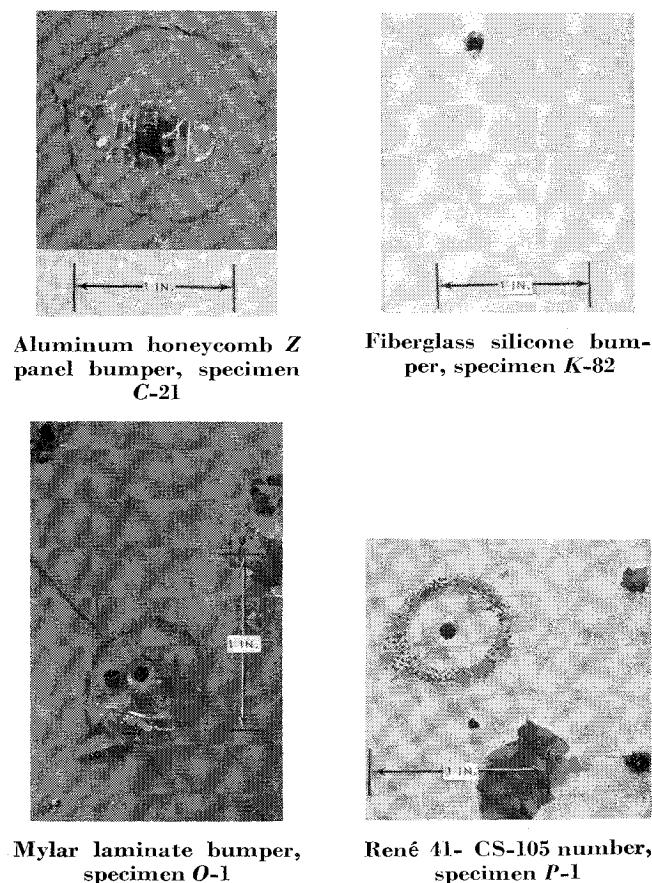 1 IN.
1 IN.
Aluminum honeycomb Z
panel bumper, specimen
C-21
Fiberglass silicone bum-
per, specimen K-82
1 IN.
1 IN.
Mylar laminate bumper,
specimen O-1
René 41- CS-105 number,
specimen P-1